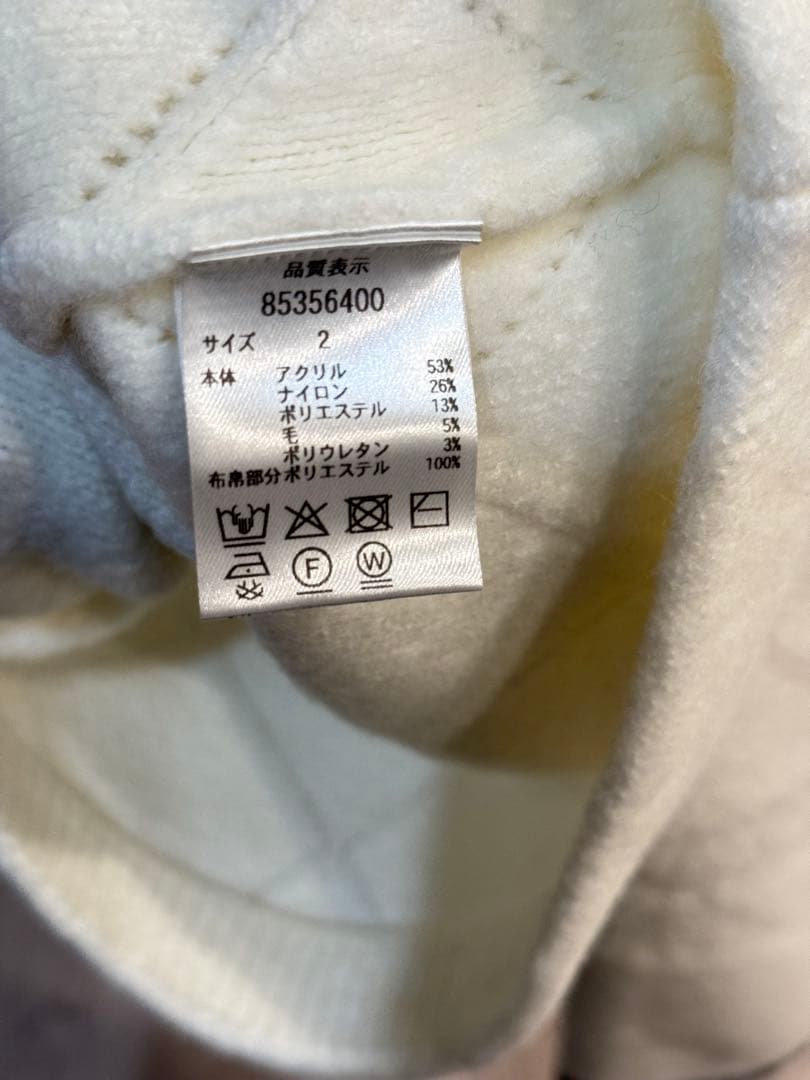 品質表示
85356400
サイズ 2
本体 アクリル 53%
ナイロン 26%
ポリエステル 13%
毛 5%
ポリウレタン 3%
布帛部分ポリエステル 100%
F W